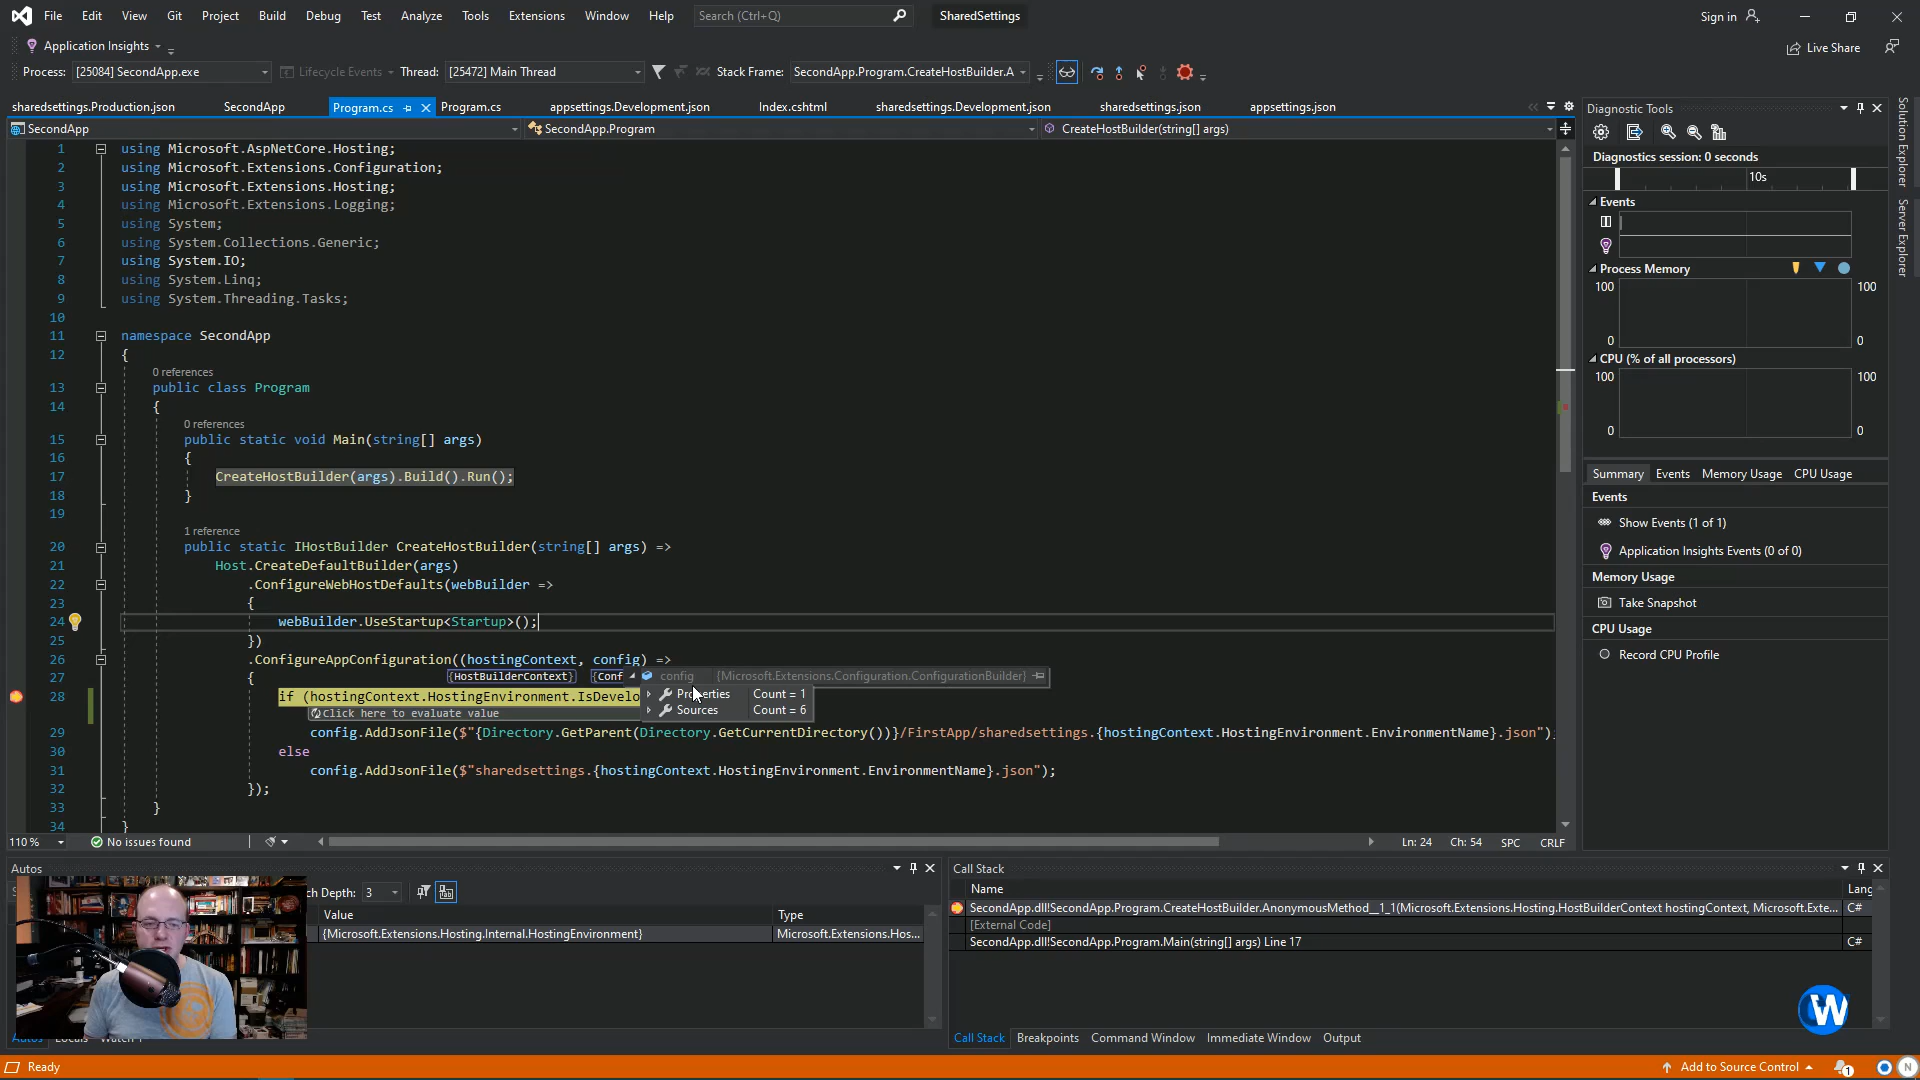 File Edit View Git Project Build Debug Test Analyze Tools Extensions Window Help Search (Ctrl+Q) SharedSettings Sign in
Application Insights Live Share
Process: [25084] SecondApp.exe Lifecycle Events Thread: [25472] Main Thread Stack Frame: SecondApp.Program.CreateHostBuilder.A
sharedsettings.Production.json SecondApp Program.cs Program.cs appsettings.Development.json Index.cshtml sharedsettings.Development.json sharedsettings.json appsettings.json
SecondApp SecondApp.Program CreateHostBuilder(string[] args)
1 using Microsoft.AspNetCore.Hosting;
2 using Microsoft.Extensions.Configuration;
3 using Microsoft.Extensions.Hosting;
4 using Microsoft.Extensions.Logging;
5 using System;
6 using System.Collections.Generic;
7 using System.IO;
8 using System.Linq;
9 using System.Threading.Tasks;
10
11 namespace SecondApp
12 {
0 references
13 public class Program
14 {
0 references
15 public static void Main(string[] args)
16 {
17 CreateHostBuilder(args).Build().Run();
18 }
19
1 reference
20 public static IHostBuilder CreateHostBuilder(string[] args) =>
21 Host.CreateDefaultBuilder(args)
22 .ConfigureWebHostDefaults(webBuilder =>
23 {
24 webBuilder.UseStartup<Startup>();
25 })
26 .ConfigureAppConfiguration((hostingContext, config) =>
27 { {HostBuilderContext} {Conf config {Microsoft.Extensions.Configuration.ConfigurationBuilder}
28 if (hostingContext.HostingEnvironment.IsDevelo Properties Count = 1
Click here to evaluate value Sources Count = 6
29 config.AddJsonFile($"{Directory.GetParent(Directory.GetCurrentDirectory())}/FirstApp/sharedsettings.{hostingContext.HostingEnvironment.EnvironmentName}.json");
30 else
31 config.AddJsonFile($"sharedsettings.{hostingContext.HostingEnvironment.EnvironmentName}.json");
32 });
33 }
34 }
110 % No issues found Ln: 24 Ch: 54 SPC CRLF
Diagnostic Tools
Diagnostics session: 0 seconds
10s
Events
Process Memory
100 100
0 0
CPU (% of all processors)
100 100
0 0
Summary Events Memory Usage CPU Usage
Events
Show Events (1 of 1)
Application Insights Events (0 of 0)
Memory Usage
Take Snapshot
CPU Usage
Record CPU Profile
Solution Explorer
Server Explorer
Autos
ch Depth: 3
Value Type
{Microsoft.Extensions.Hosting.Internal.HostingEnvironment} Microsoft.Extensions.Hos...
Call Stack
Name Lang
SecondApp.dll!SecondApp.Program.CreateHostBuilder.AnonymousMethod__1_1(Microsoft.Extensions.Hosting.HostBuilderContext hostingContext, Microsoft.Exte... C#
[External Code]
SecondApp.dll!SecondApp.Program.Main(string[] args) Line 17 C#
W
Call Stack Breakpoints Command Window Immediate Window Output
Ready Add to Source Control 1 N